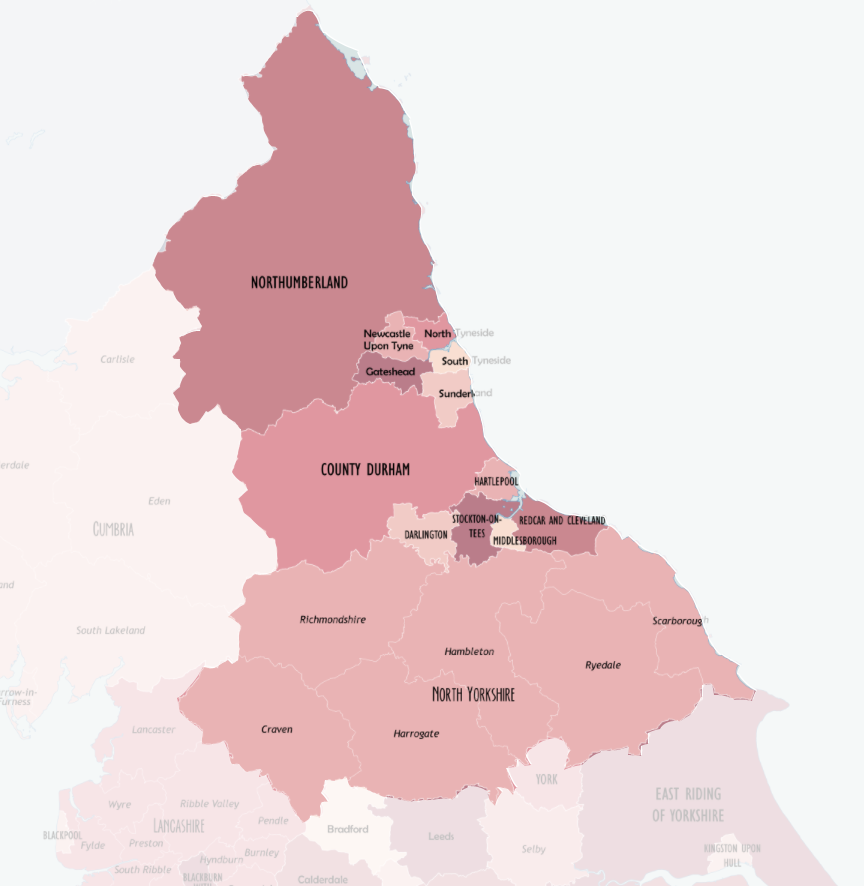 NORTHUMBERLAND
Newcastle
Upon Tyne
North Tyneside
South Tyneside
Gateshead
Sunderland
Carlisle
COUNTY DURHAM
erdale
HARTLEPOOL
Eden
CUMBRIA
STOCKTON-ON-
TEES
REDCAR AND CLEVELAND
DARLINGTON
MIDDLESBOROUGH
and
Richmondshire
Scarborough
South Lakeland
Hambleton
Ryedale
rrow-in-
Furness
NORTH YORKSHIRE
Lancaster
Craven
Harrogate
YORK
EAST RIDING
OF YORKSHIRE
Wyre
Ribble Valley
Pendle
LANCASHIRE
Bradford
Leeds
BLACKPOOL
Fylde
Preston
Burnley
Hyndburn
Selby
KINGSTON UPON
HULL
South Ribble
BLACKBURN
Calderdale